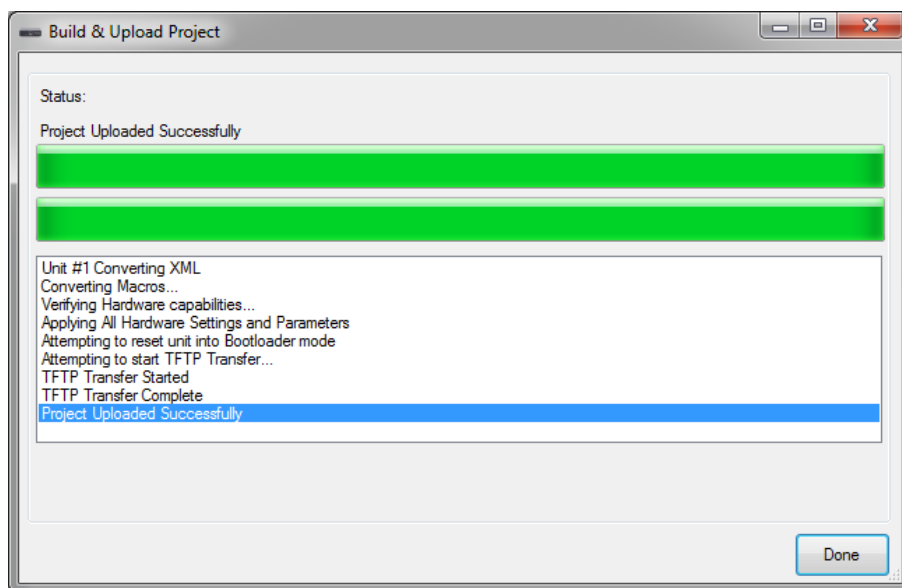 Build & Upload Project
Status:
Project Uploaded Successfully
Unit #1 Converting XML
Converting Macros...
Verifying Hardware capabilities...
Applying All Hardware Settings and Parameters
Attempting to reset unit into Bootloader mode
Attempting to start TFTP Transfer...
TFTP Transfer Started
TFTP Transfer Complete
Project Uploaded Successfully
Done